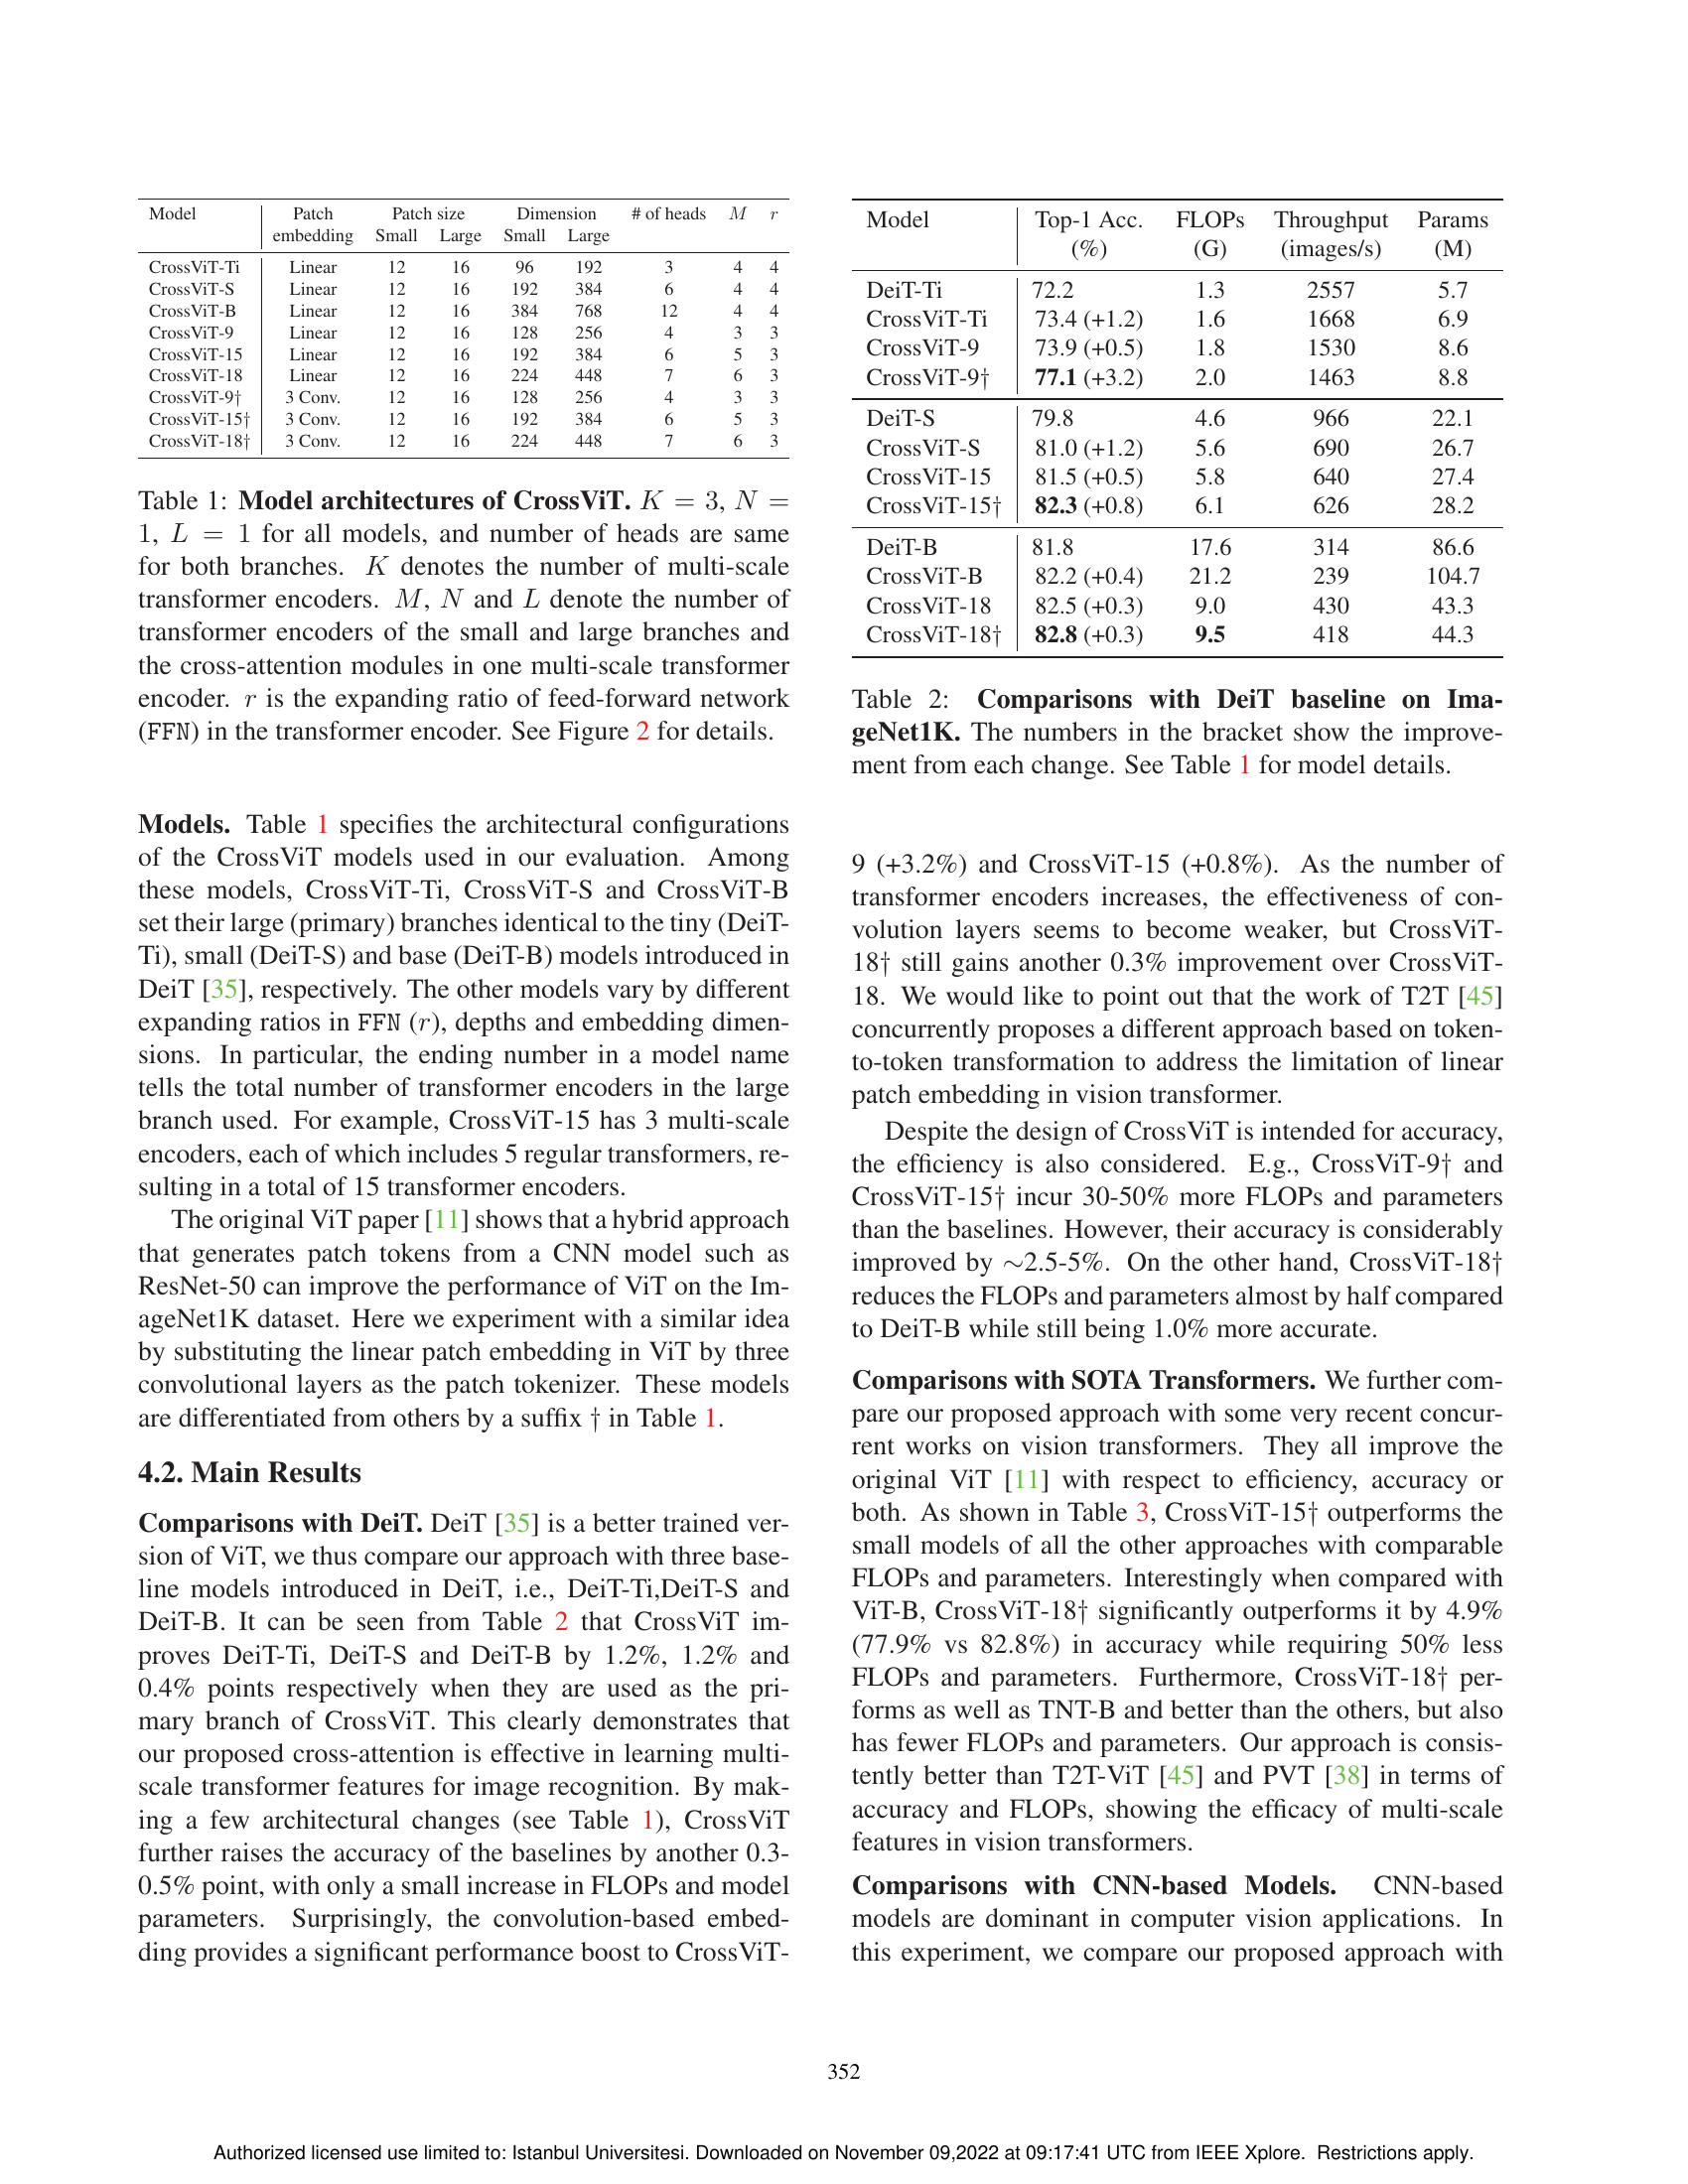 Model Patch Patch size Dimension # of heads M r
embedding Small Large Small Large
CrossViT-Ti Linear 12 16 96 192 3 4 4
CrossViT-S Linear 12 16 192 384 6 4 4
CrossViT-B Linear 12 16 384 768 12 4 4
CrossViT-9 Linear 12 16 128 256 4 3 3
CrossViT-15 Linear 12 16 192 384 6 5 3
CrossViT-18 Linear 12 16 224 448 7 6 3
CrossViT-9† 3 Conv. 12 16 128 256 4 3 3
CrossViT-15† 3 Conv. 12 16 192 384 6 5 3
CrossViT-18† 3 Conv. 12 16 224 448 7 6 3
Table 1: Model architectures of CrossViT. K = 3, N =
1, L = 1 for all models, and number of heads are same
for both branches. K denotes the number of multi-scale
transformer encoders. M, N and L denote the number of
transformer encoders of the small and large branches and
the cross-attention modules in one multi-scale transformer
encoder. r is the expanding ratio of feed-forward network
(FFN) in the transformer encoder. See Figure 2 for details.
Models. Table 1 specifies the architectural configurations
of the CrossViT models used in our evaluation. Among
these models, CrossViT-Ti, CrossViT-S and CrossViT-B
set their large (primary) branches identical to the tiny (DeiT-
Ti), small (DeiT-S) and base (DeiT-B) models introduced in
DeiT [35], respectively. The other models vary by different
expanding ratios in FFN (r), depths and embedding dimen-
sions. In particular, the ending number in a model name
tells the total number of transformer encoders in the large
branch used. For example, CrossViT-15 has 3 multi-scale
encoders, each of which includes 5 regular transformers, re-
sulting in a total of 15 transformer encoders.
The original ViT paper [11] shows that a hybrid approach
that generates patch tokens from a CNN model such as
ResNet-50 can improve the performance of ViT on the Im-
ageNet1K dataset. Here we experiment with a similar idea
by substituting the linear patch embedding in ViT by three
convolutional layers as the patch tokenizer. These models
are differentiated from others by a suffix † in Table 1.
4.2. Main Results
Comparisons with DeiT. DeiT [35] is a better trained ver-
sion of ViT, we thus compare our approach with three base-
line models introduced in DeiT, i.e., DeiT-Ti,DeiT-S and
DeiT-B. It can be seen from Table 2 that CrossViT im-
proves DeiT-Ti, DeiT-S and DeiT-B by 1.2%, 1.2% and
0.4% points respectively when they are used as the pri-
mary branch of CrossViT. This clearly demonstrates that
our proposed cross-attention is effective in learning multi-
scale transformer features for image recognition. By mak-
ing a few architectural changes (see Table 1), CrossViT
further raises the accuracy of the baselines by another 0.3-
0.5% point, with only a small increase in FLOPs and model
parameters. Surprisingly, the convolution-based embed-
ding provides a significant performance boost to CrossViT-
Model Top-1 Acc. FLOPs Throughput Params
(%) (G) (images/s) (M)
DeiT-Ti 72.2 1.3 2557 5.7
CrossViT-Ti 73.4 (+1.2) 1.6 1668 6.9
CrossViT-9 73.9 (+0.5) 1.8 1530 8.6
CrossViT-9† 77.1 (+3.2) 2.0 1463 8.8
DeiT-S 79.8 4.6 966 22.1
CrossViT-S 81.0 (+1.2) 5.6 690 26.7
CrossViT-15 81.5 (+0.5) 5.8 640 27.4
CrossViT-15† 82.3 (+0.8) 6.1 626 28.2
DeiT-B 81.8 17.6 314 86.6
CrossViT-B 82.2 (+0.4) 21.2 239 104.7
CrossViT-18 82.5 (+0.3) 9.0 430 43.3
CrossViT-18† 82.8 (+0.3) 9.5 418 44.3
Table 2: Comparisons with DeiT baseline on Ima-
geNet1K. The numbers in the bracket show the improve-
ment from each change. See Table 1 for model details.
9 (+3.2%) and CrossViT-15 (+0.8%). As the number of
transformer encoders increases, the effectiveness of con-
volution layers seems to become weaker, but CrossViT-
18† still gains another 0.3% improvement over CrossViT-
18. We would like to point out that the work of T2T [45]
concurrently proposes a different approach based on token-
to-token transformation to address the limitation of linear
patch embedding in vision transformer.
Despite the design of CrossViT is intended for accuracy,
the efficiency is also considered. E.g., CrossViT-9† and
CrossViT-15† incur 30-50% more FLOPs and parameters
than the baselines. However, their accuracy is considerably
improved by ∼2.5-5%. On the other hand, CrossViT-18†
reduces the FLOPs and parameters almost by half compared
to DeiT-B while still being 1.0% more accurate.
Comparisons with SOTA Transformers. We further com-
pare our proposed approach with some very recent concur-
rent works on vision transformers. They all improve the
original ViT [11] with respect to efficiency, accuracy or
both. As shown in Table 3, CrossViT-15† outperforms the
small models of all the other approaches with comparable
FLOPs and parameters. Interestingly when compared with
ViT-B, CrossViT-18† significantly outperforms it by 4.9%
(77.9% vs 82.8%) in accuracy while requiring 50% less
FLOPs and parameters. Furthermore, CrossViT-18† per-
forms as well as TNT-B and better than the others, but also
has fewer FLOPs and parameters. Our approach is consis-
tently better than T2T-ViT [45] and PVT [38] in terms of
accuracy and FLOPs, showing the efficacy of multi-scale
features in vision transformers.
Comparisons with CNN-based Models. CNN-based
models are dominant in computer vision applications. In
this experiment, we compare our proposed approach with
352
Authorized licensed use limited to: Istanbul Universitesi. Downloaded on November 09,2022 at 09:17:41 UTC from IEEE Xplore. Restrictions apply.